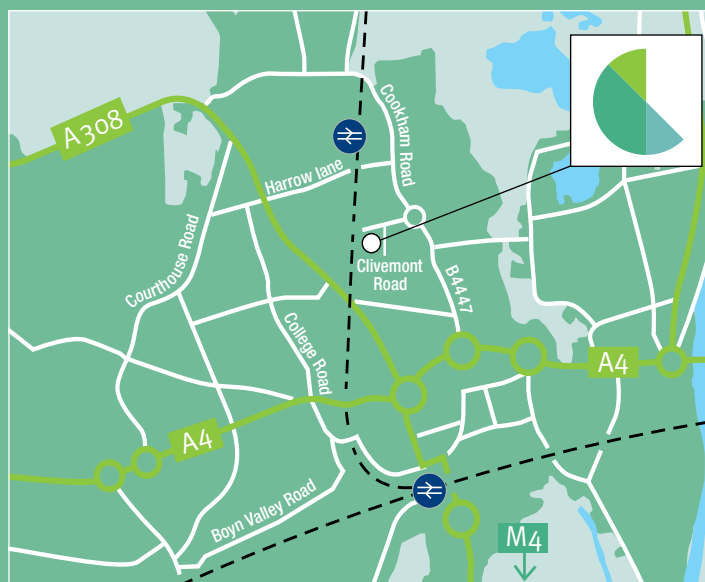 A308
Cookham Road
Harrow lane
Courthouse Road
Clivemont
Road
B4447
College Road
A4
A4
Boyn Valley Road
M4